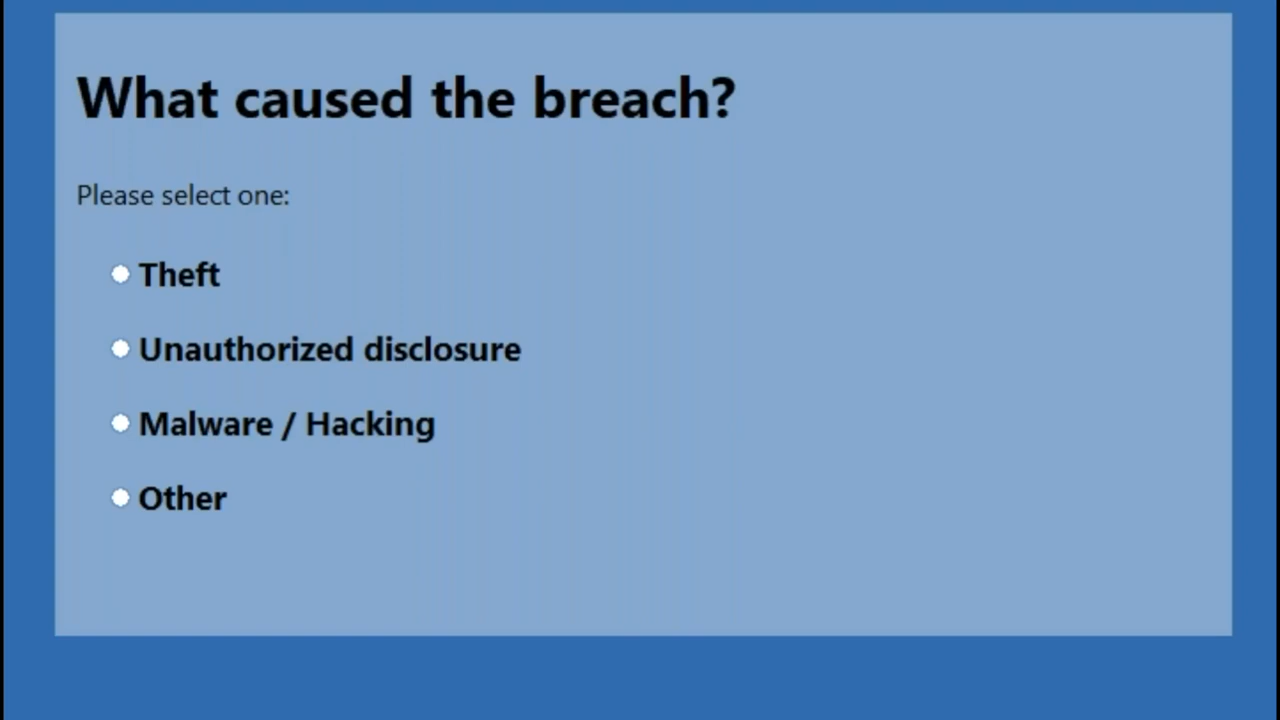 What caused the breach?
Please select one:
Theft
Unauthorized disclosure
Malware / Hacking
Other